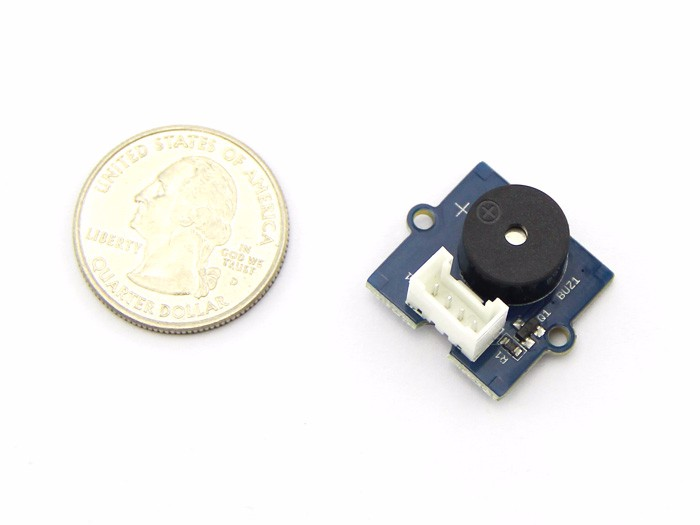 UNITED STATES OF AMERICA
LIBERTY
IN
GOD WE
TRUST
D
QUARTER DOLLAR
+
BUZ1
Q1
R1